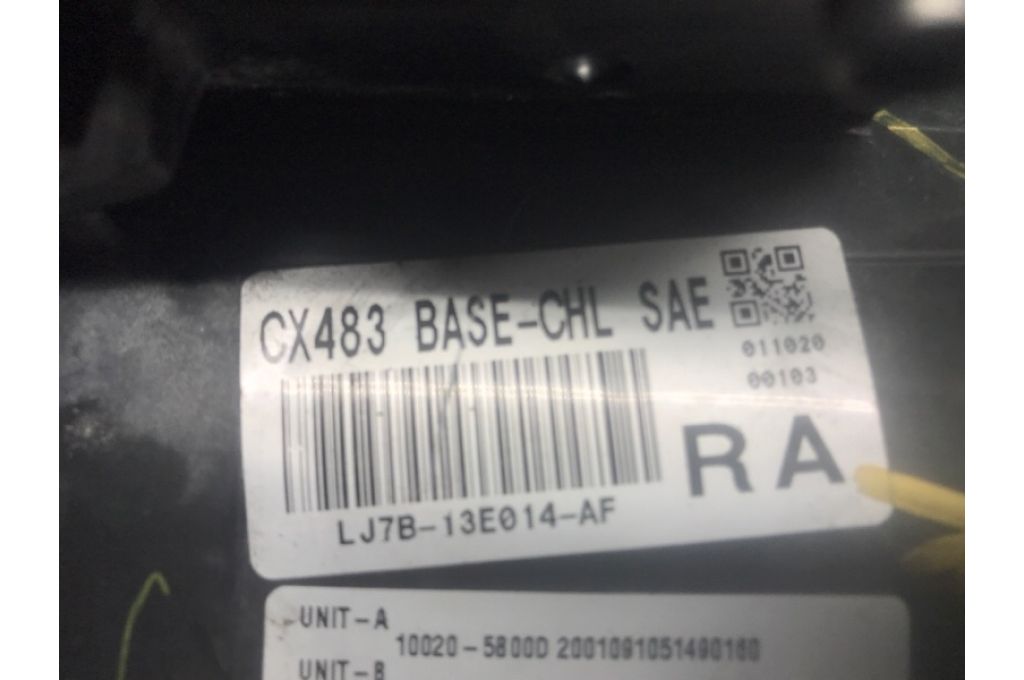 CX483 BASE-CHL SAE
011020
00103
RA
LJ7B-13E014-AF
UNIT-A
10020-5800D 2001091051490160
UNIT-B